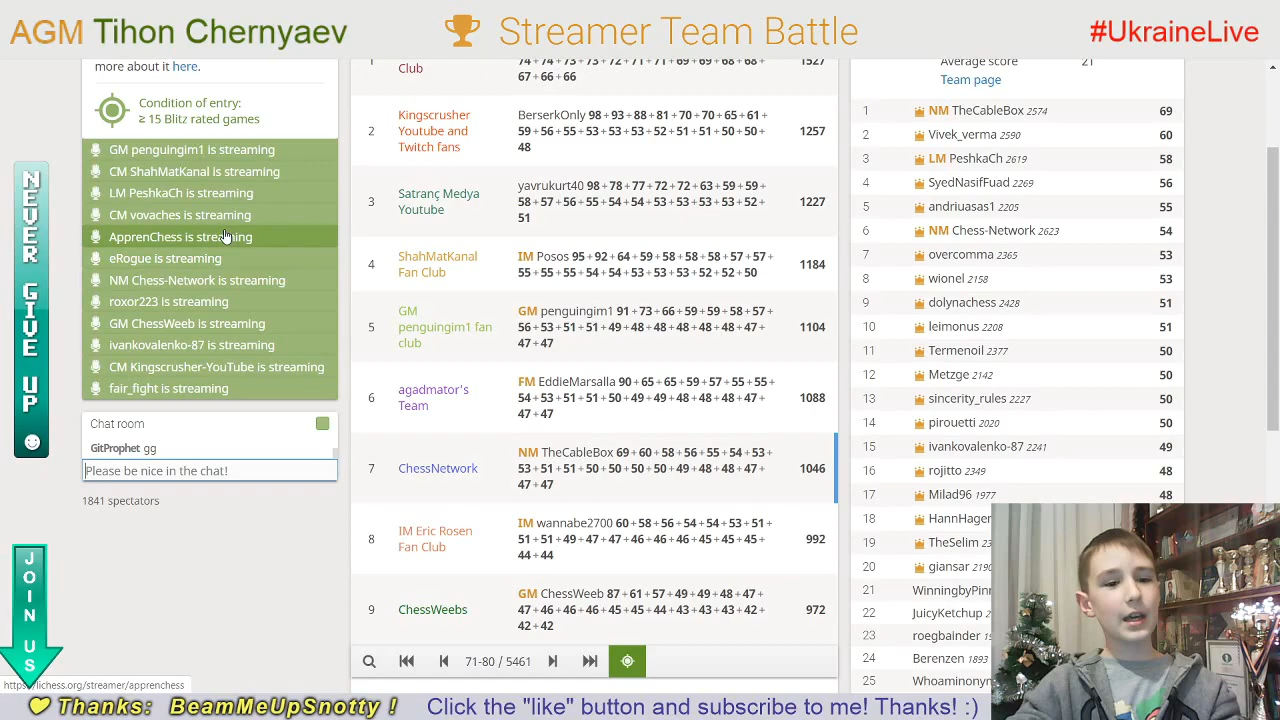 AGM Tihon Chernyaev
Streamer Team Battle
#UkraineLive
more about it here.
Condition of entry:
≥ 15 Blitz rated games
GM penguingim1 is streaming
CM ShahMatKanal is streaming
LM PeshkaCh is streaming
CM vovaches is streaming
ApprenChess is streaming
eRogue is streaming
NM Chess-Network is streaming
roxor223 is streaming
GM ChessWeeb is streaming
ivankovalenko-87 is streaming
CM Kingscrusher-YouTube is streaming
fair_fight is streaming
Chat room
GitProphet gg
Please be nice in the chat!
1841 spectators
NEVER GIVE UP
JOIN US
https://lichess.org/streamer/apprenchess
1 Club 74+74+73+73+72+71+71+69+69+68+68+ 1527
67+66+66
2 Kingscrusher Youtube and Twitch fans BerserkOnly 98+93+88+81+70+70+65+61+ 1257
59+56+55+53+53+53+52+51+51+50+50+
48
3 Satranç Medya Youtube yavrukurt40 98+78+77+72+72+63+59+59+ 1227
58+57+56+55+54+54+53+53+53+53+52+
51
4 ShahMatKanal Fan Club IM Posos 95+92+64+59+58+58+58+57+57+ 1184
55+55+55+54+54+53+53+53+52+52+50
5 GM penguingim1 fan club GM penguingim1 91+73+66+59+59+58+57+ 1104
56+53+51+51+49+48+48+48+48+48+47+
47+47
6 agadmator's Team FM EddieMarsalla 90+65+65+59+57+55+55+ 1088
54+53+51+51+50+49+49+48+48+48+47+
47+47
7 ChessNetwork NM TheCableBox 69+60+58+56+55+54+53+ 1046
53+51+51+50+50+50+50+49+48+48+47+
47+47
8 IM Eric Rosen Fan Club IM wannabe2700 60+58+56+54+54+53+51+ 992
51+51+49+47+47+46+46+46+45+45+45+
44+44
9 ChessWeebs GM ChessWeeb 87+61+57+49+49+48+47+ 972
47+46+46+46+45+45+44+43+43+43+42+
42+42
71-80 / 5461
Average score 21
Team page
1 NM TheCableBox 2574 69
2 Vivek_verma 2590 60
3 LM PeshkaCh 2619 58
4 SyedNasifFuad 2269 56
5 andriuasas1 2205 55
6 NM Chess-Network 2623 54
7 overcomma 2365 53
8 wionel 2158 53
9 dolynachess 2428 51
10 leimonus 2208 51
11 Termenoil 2377 50
12 Metzge 2142 50
13 sincerity_rules 2227 50
14 pirouetti 2020 50
15 ivankovalenko-87 2241 49
16 rojitto 2349 48
17 Milad96 1977 48
18 HannHagen
19 TheSelim
20 giansar
21 WinningbyPin
22 JuicyKetchup
23 roegbainder
24 Berenzen 1893
25 Whoaminonym
Thanks: BeamMeUpSnotty !
Click the "like" button and subscribe to me! Thanks! :)